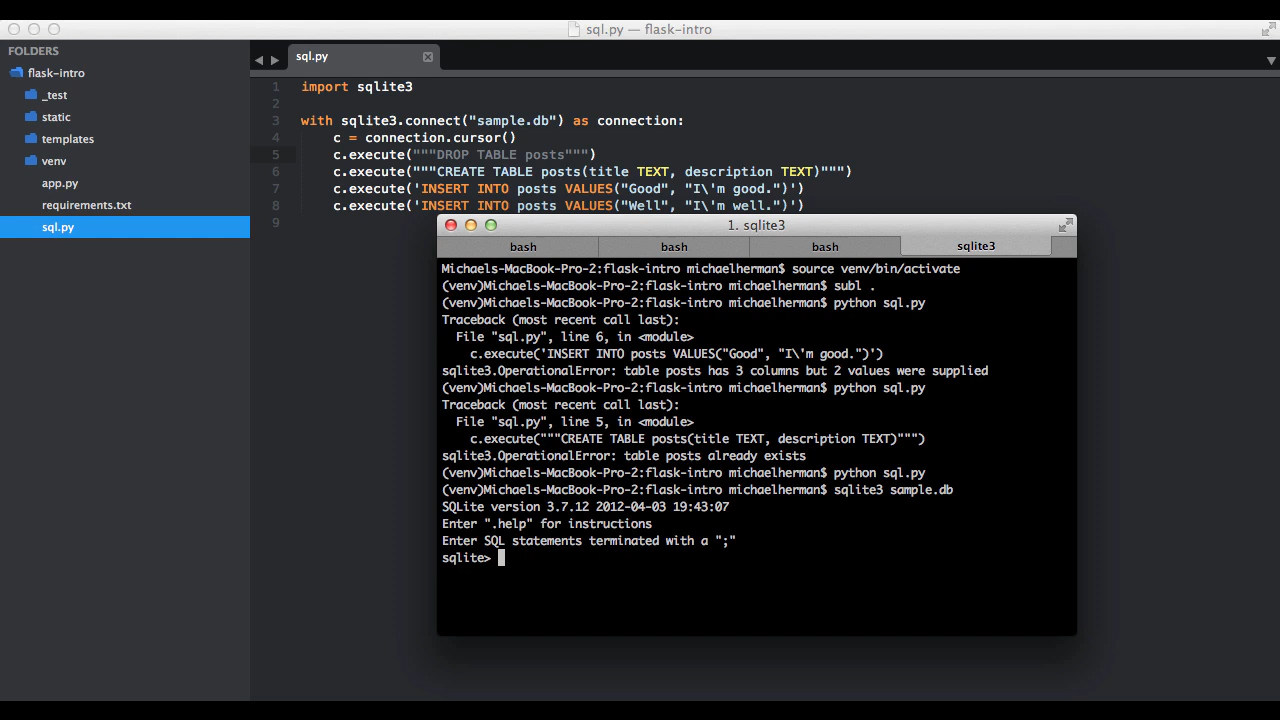 sql.py — flask-intro
FOLDERS
flask-intro
_test
static
templates
venv
app.py
requirements.txt
sql.py
sql.py
1 import sqlite3
2
3 with sqlite3.connect("sample.db") as connection:
4 c = connection.cursor()
5 c.execute("""DROP TABLE posts""")
6 c.execute("""CREATE TABLE posts(title TEXT, description TEXT)""")
7 c.execute('INSERT INTO posts VALUES("Good", "I\'m good.")')
8 c.execute('INSERT INTO posts VALUES("Well", "I\'m well.")')
9
1. sqlite3
bash bash bash sqlite3
Michaels-MacBook-Pro-2:flask-intro michaelherman$ source venv/bin/activate
(venv)Michaels-MacBook-Pro-2:flask-intro michaelherman$ subl .
(venv)Michaels-MacBook-Pro-2:flask-intro michaelherman$ python sql.py
Traceback (most recent call last):
File "sql.py", line 6, in <module>
c.execute('INSERT INTO posts VALUES("Good", "I\'m good.")')
sqlite3.OperationalError: table posts has 3 columns but 2 values were supplied
(venv)Michaels-MacBook-Pro-2:flask-intro michaelherman$ python sql.py
Traceback (most recent call last):
File "sql.py", line 5, in <module>
c.execute("""CREATE TABLE posts(title TEXT, description TEXT)""")
sqlite3.OperationalError: table posts already exists
(venv)Michaels-MacBook-Pro-2:flask-intro michaelherman$ python sql.py
(venv)Michaels-MacBook-Pro-2:flask-intro michaelherman$ sqlite3 sample.db
SQLite version 3.7.12 2012-04-03 19:43:07
Enter ".help" for instructions
Enter SQL statements terminated with a ";"
sqlite>